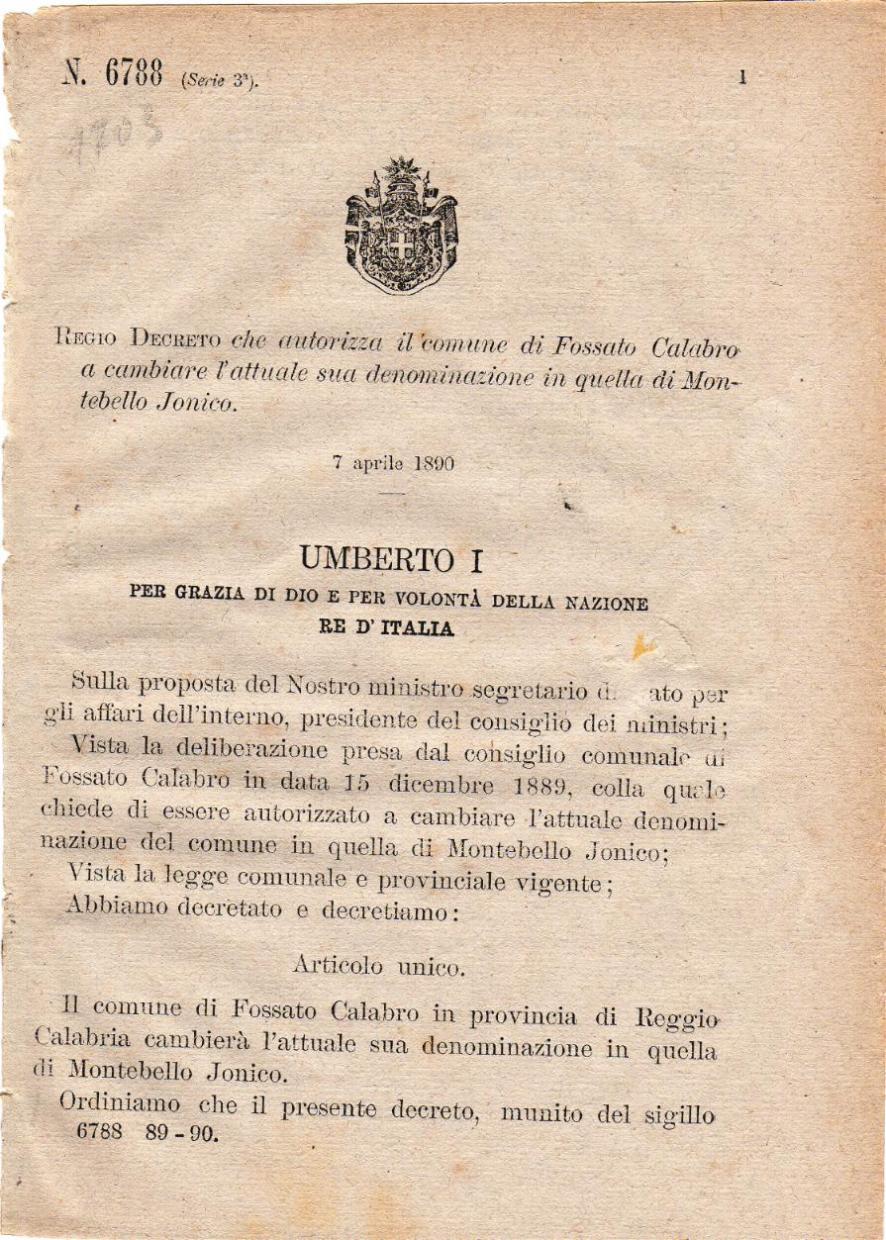 N. 6788 (Serie 3ª). 1
1703
REGIO DECRETO che autorizza il comune di Fossato Calabro
a cambiare l'attuale sua denominazione in quella di Mon-
tebello Jonico.
7 aprile 1890
UMBERTO I
PER GRAZIA DI DIO E PER VOLONTÀ DELLA NAZIONE
RE D'ITALIA
Sulla proposta del Nostro ministro segretario d. ato per
gli affari dell'interno, presidente del consiglio dei ministri;
Vista la deliberazione presa dal consiglio comunale di
Fossato Calabro in data 15 dicembre 1889, colla quale
chiede di essere autorizzato a cambiare l'attuale denomi-
nazione del comune in quella di Montebello Jonico;
Vista la legge comunale e provinciale vigente;
Abbiamo decretato e decretiamo:
Articolo unico.
Il comune di Fossato Calabro in provincia di Reggio
Calabria cambierà l'attuale sua denominazione in quella
di Montebello Jonico.
Ordiniamo che il presente decreto, munito del sigillo
6788 89-90.